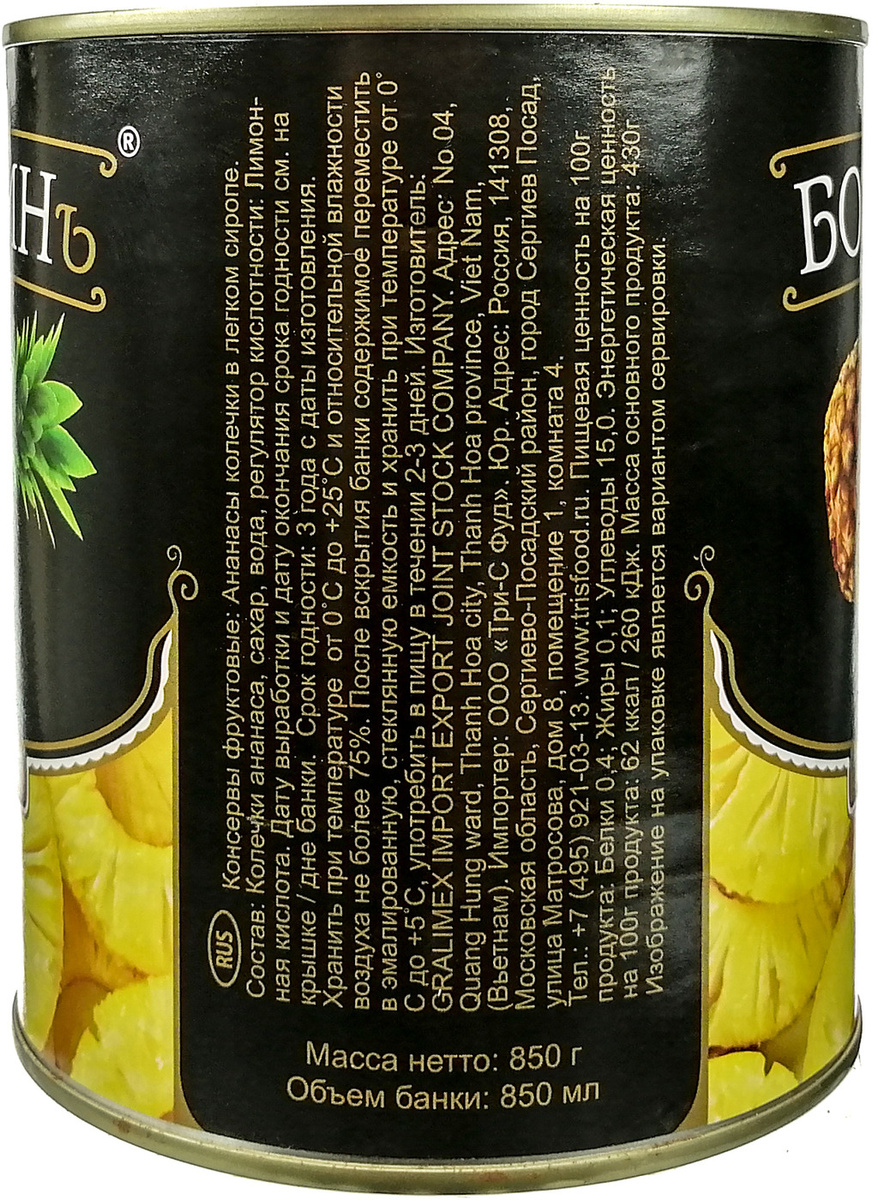 ИНъ
®
БО
RUS Консервы фруктовые: Ананасы колечки в легком сиропе.
Состав: Колечки ананаса, сахар, вода, регулятор кислотности: Лимон-
ная кислота. Дату выработки и дату окончания срока годности см. на
крышке / дне банки. Срок годности: 3 года с даты изготовления.
Хранить при температуре от 0°С до +25°С и относительной влажности
воздуха не более 75%. После вскрытия банки содержимое переместить
в эмалированную, стеклянную емкость и хранить при температуре от 0°
С до +5°С, употребить в пищу в течении 2-3 дней. Изготовитель:
GRALIMEX IMPORT EXPORT JOINT STOCK COMPANY. Адрес: No.04,
Quang Hung ward, Thanh Hoa city, Thanh Hoa province, Viet Nam,
(Вьетнам). Импортер: ООО «Три-С Фуд». Юр. Адрес: Россия, 141308,
Московская область, Сергиево-Посадский район, город Сергиев Посад,
улица Матросова, дом 8, помещение 1, комната 4.
Тел.: +7 (495) 921-03-13. www.trisfood.ru. Пищевая ценность на 100г
продукта: Белки 0,4; Жиры 0,1; Углеводы 15,0. Энергетическая ценность
на 100г продукта: 62 ккал / 260 кДж. Масса основного продукта: 430г
Изображение на упаковке является вариантом сервировки.
Масса нетто: 850 г
Объем банки: 850 мл